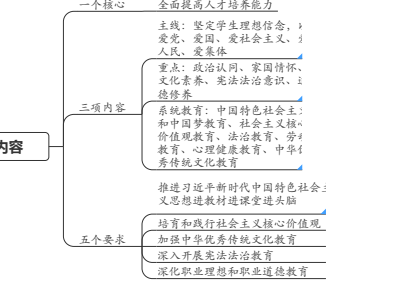 一个核心
全面提高人才培养能力
主线：坚定学生理想信念，
爱党、爱国、爱社会主义、
人民、爱集体
三项内容
重点：政治认同、家国情怀、
文化素养、宪法法治意识、
德修养
系统教育：中国特色社会主
和中国梦教育、社会主义核
价值观教育、法治教育、劳
教育、心理健康教育、中华
秀传统文化教育
内容
推进习近平新时代中国特色社会
义思想进教材进课堂进头脑
五个要求
培育和践行社会主义核心价值观
加强中华优秀传统文化教育
深入开展宪法法治教育
深化职业理想和职业道德教育